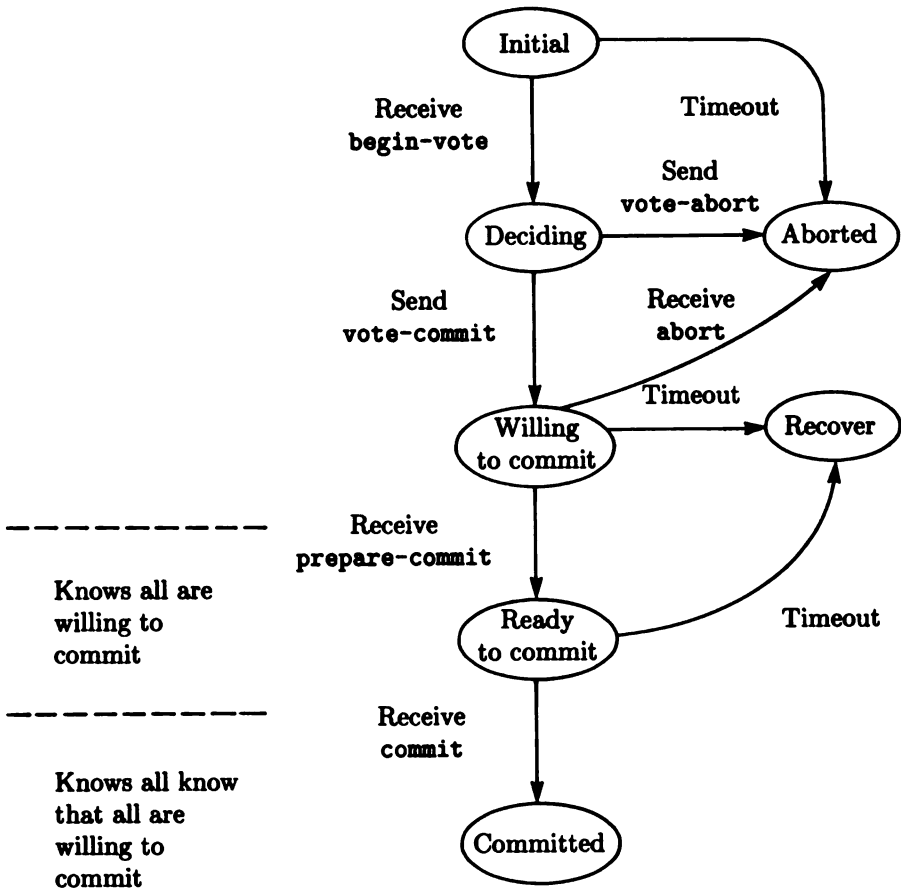 Initial
Receive
begin-vote
Timeout
Send
vote-abort
Deciding
Aborted
Send
vote-commit
Receive
abort
Timeout
Willing
to commit
Recover
Receive
prepare-commit
Knows all are
willing to
commit
Ready
to commit
Timeout
Receive
commit
Knows all know
that all are
willing to
commit
Committed